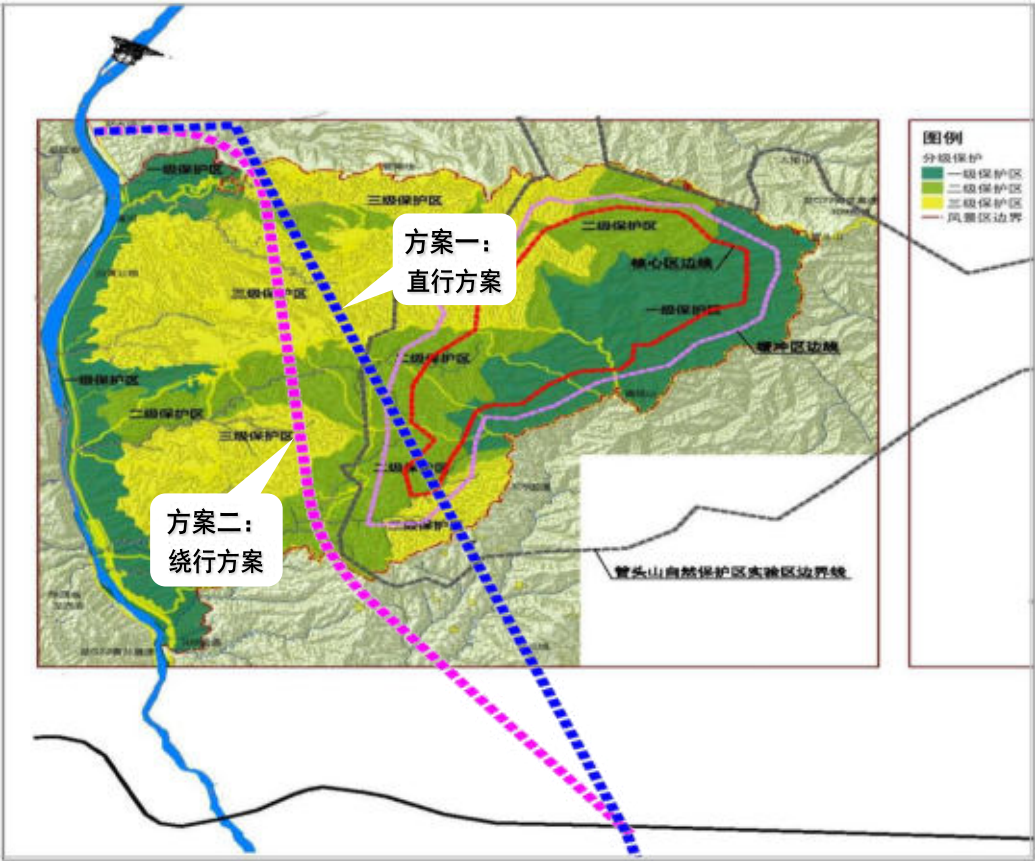 图例
分级保护
一级保护区
二级保护区
三级保护区
风景区边界
一级保护区
三级保护区
二级保护区
方案一：
直行方案
核心区边线
三级保护区
一级保护区
缓冲区边线
二级保护区
一级保护区
二级保护区
三级保护区
二级保护区
方案二：
绕行方案
管头山自然保护区实验区边界线